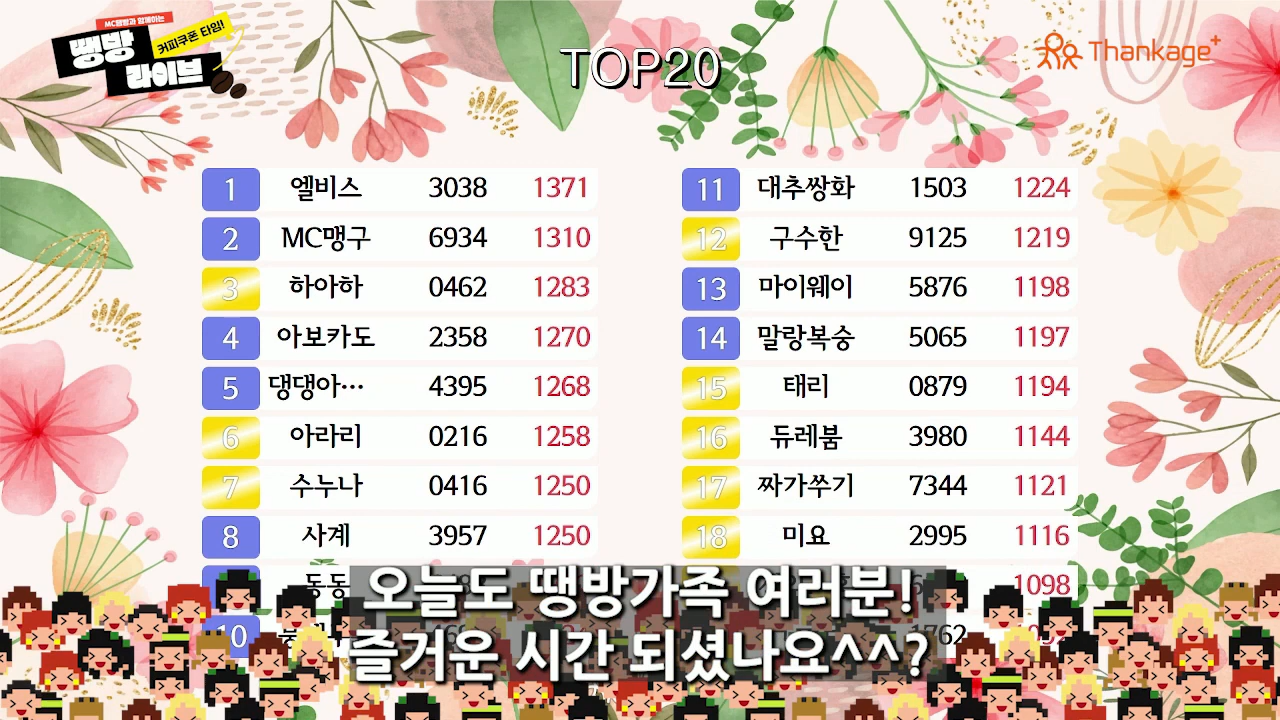 MC땡방과 함께하는
땡방
커피쿠폰 타임!
라이브
TOP20
Thankage+
1 엘비스 3038 1371
2 MC맹구 6934 1310
3 하아하 0462 1283
4 아보카도 2358 1270
5 댕댕아… 4395 1268
6 아라리 0216 1258
7 수누나 0416 1250
8 사계 3957 1250
동동
10
11 대추쌍화 1503 1224
12 구수한 9125 1219
13 마이웨이 5876 1198
14 말랑복숭 5065 1197
15 태리 0879 1194
16 듀레붐 3980 1144
17 짜가쑤기 7344 1121
18 미요 2995 1116
1098
오늘도 땡방가족 여러분!
즐거운 시간 되셨나요^^?